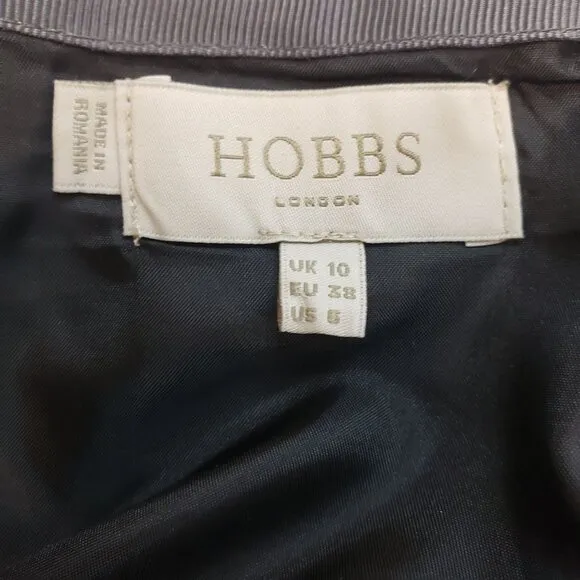 MADE IN
ROMANIA
HOBBS
LONDON
UK 10
EU 38
US 6